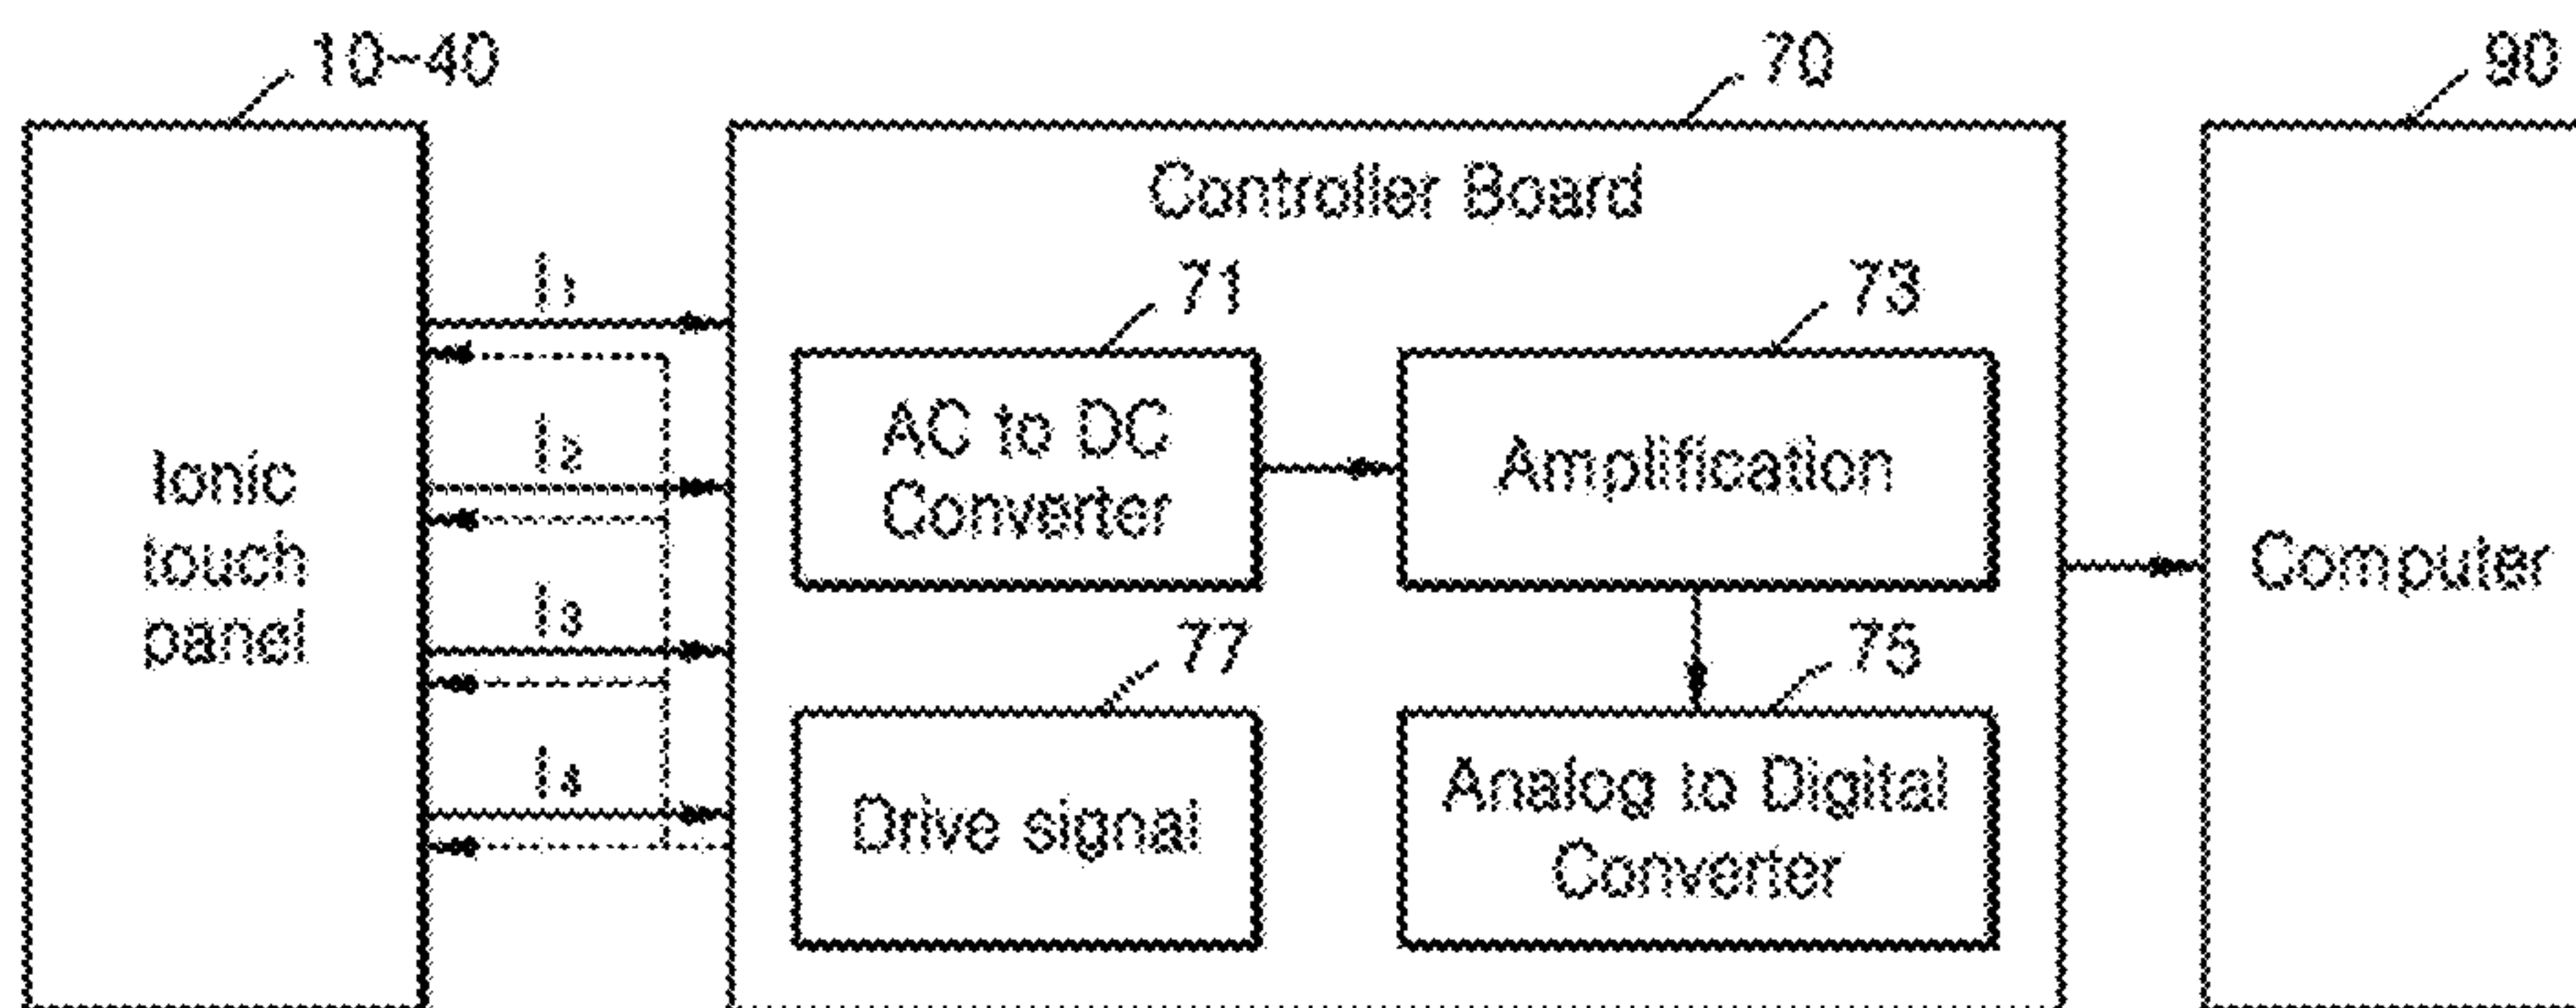 10~40
70
90
Controller Board
I1
71
73
AC to DC
Converter
Amplification
I2
Ionic
touch
panel
Computer
I3
77
75
I4
Drive signal
Analog to Digital
Converter